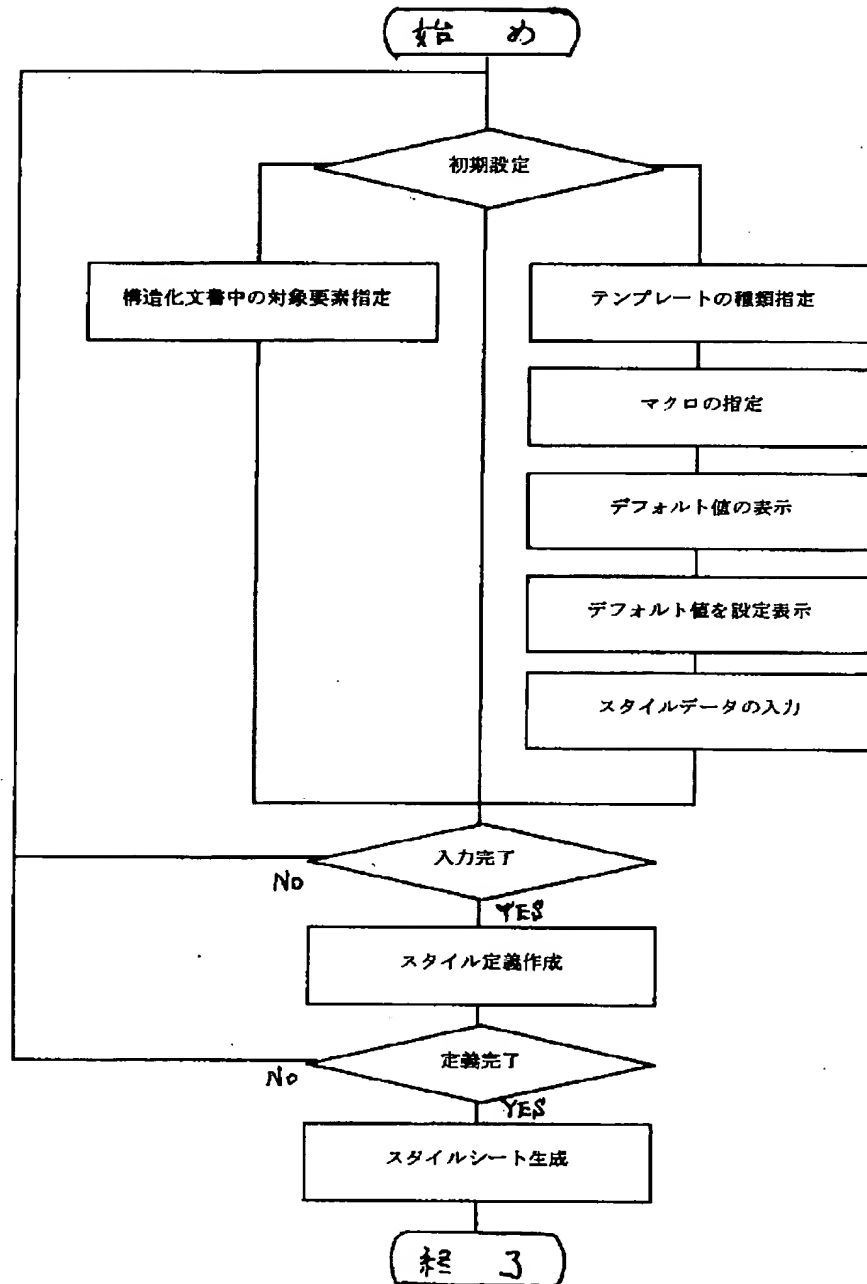 始 め
初期設定
構造化文書中の対象要素指定
テンプレートの種類指定
マクロの指定
デフォルト値の表示
デフォルト値を設定表示
スタイルデータの入力
入力完了
NO
YES
スタイル定義作成
定義完了
NO
YES
スタイルシート生成
終 了